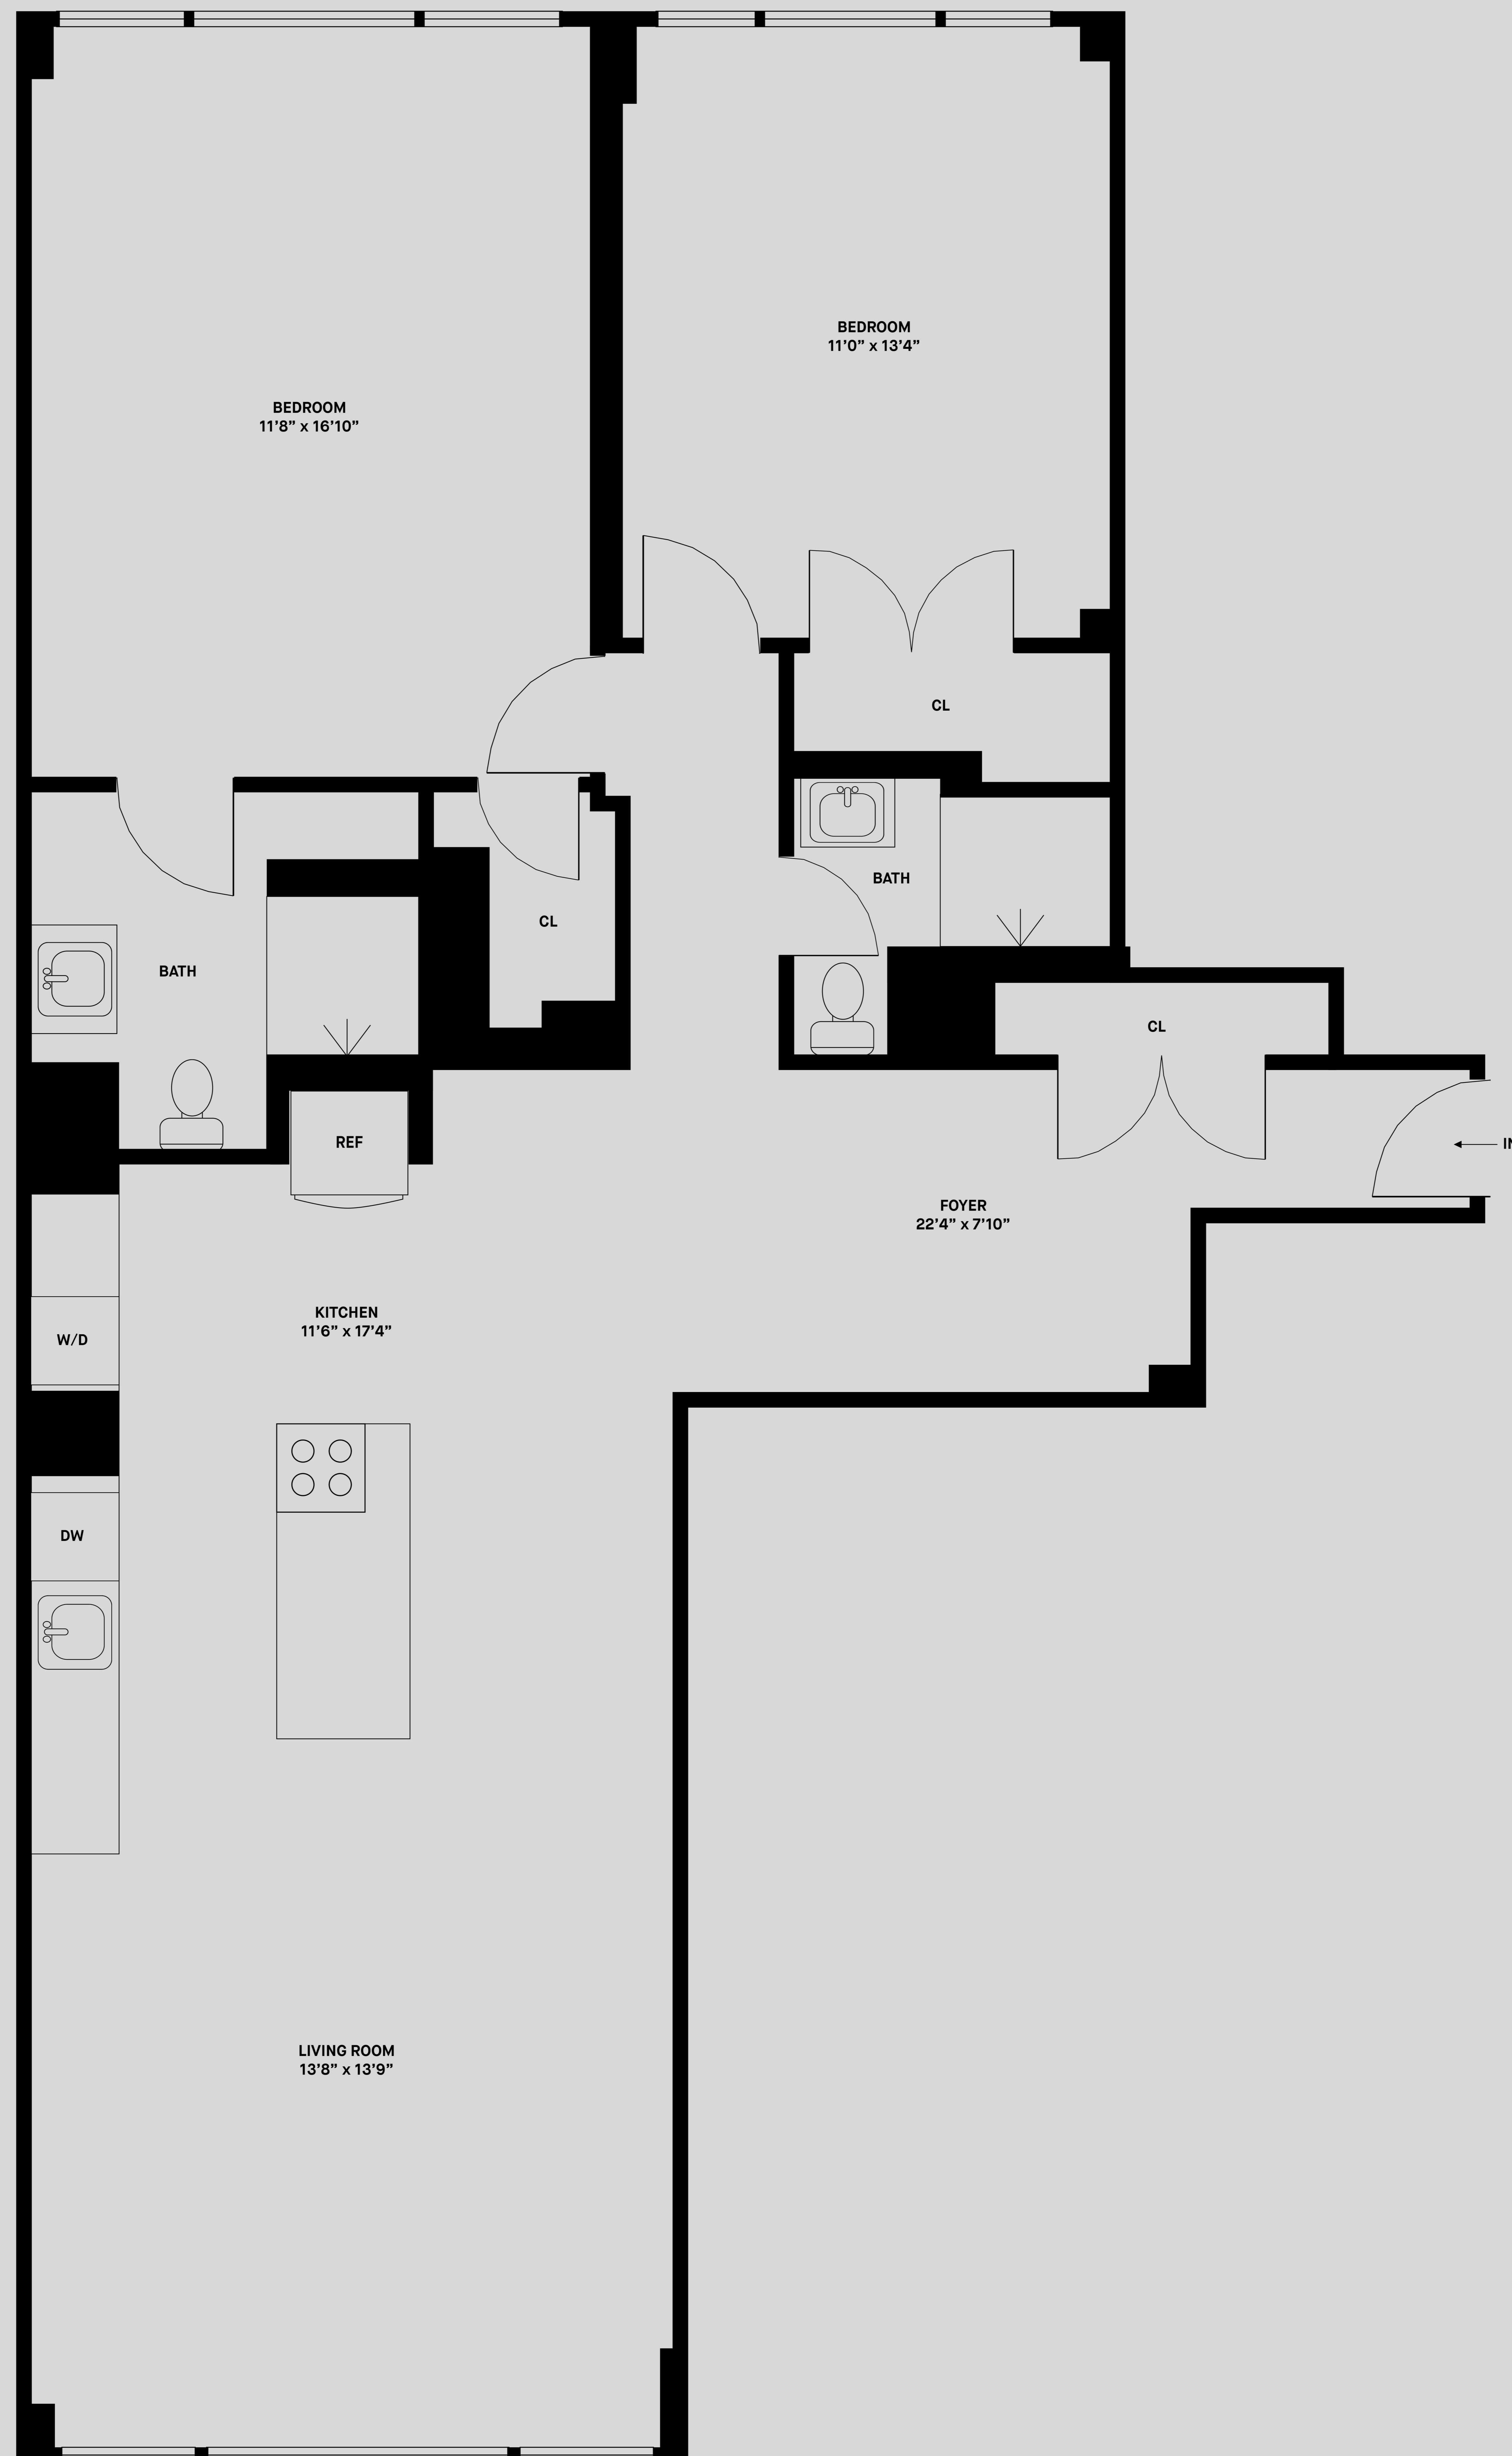 BEDROOM
11’0” x 13’4”
BEDROOM
11’8” x 16’10”
CL
BATH
CL
BATH
CL
REF
FOYER
22’4” x 7’10”
KITCHEN
11’6” x 17’4”
W/D
DW
LIVING ROOM
13’8” x 13’9”